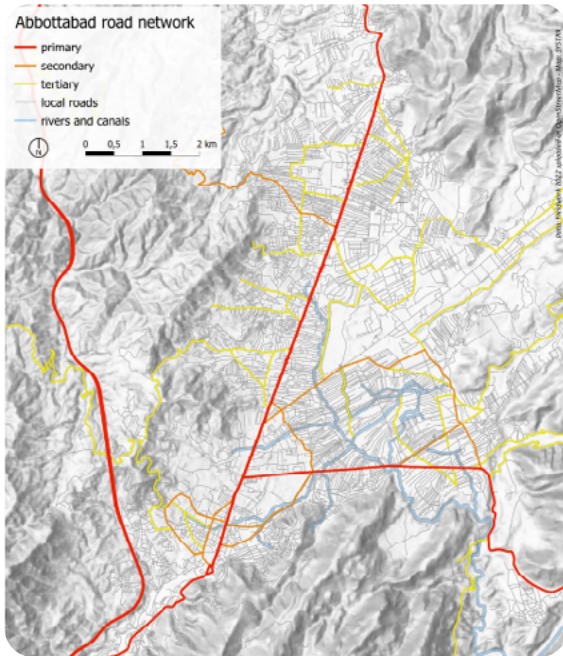 Abbottabad road network
primary
secondary
tertiary
local roads
rivers and canals
N
0 0,5 1 1,5 2 km